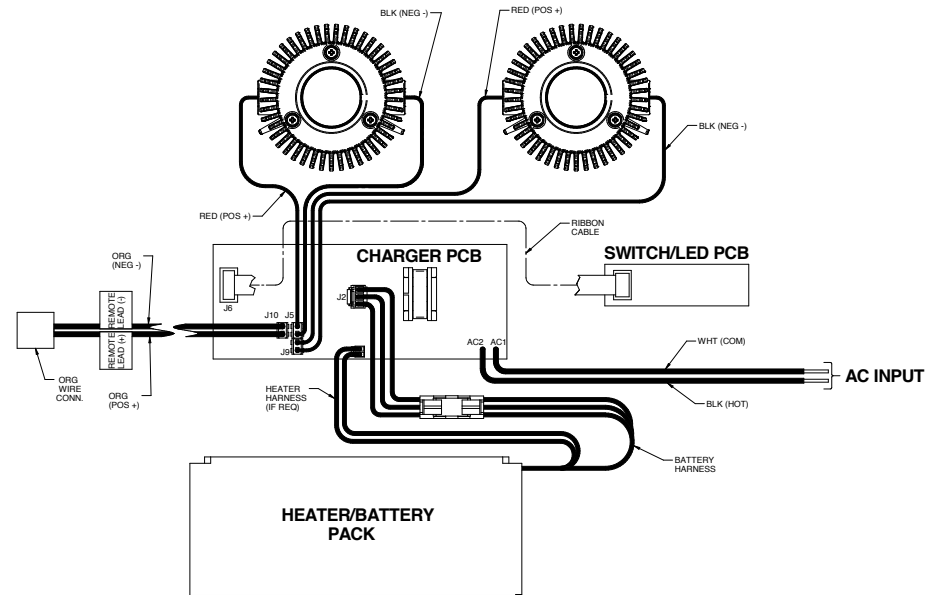 BLK (NEG -)
RED (POS +)
BLK (NEG -)
RED (POS +)
RIBBON
CABLE
CHARGER PCB
SWITCH/LED PCB
ORG
(NEG -)
J6
J2
J10
J5
J9
AC2
AC1
REMOTE
LEAD (-)
REMOTE
LEAD (+)
WHT (COM)
AC INPUT
BLK (HOT)
ORG
WIRE
CONN.
ORG
(POS +)
HEATER
HARNESS
(IF REQ)
BATTERY
HARNESS
HEATER/BATTERY
PACK